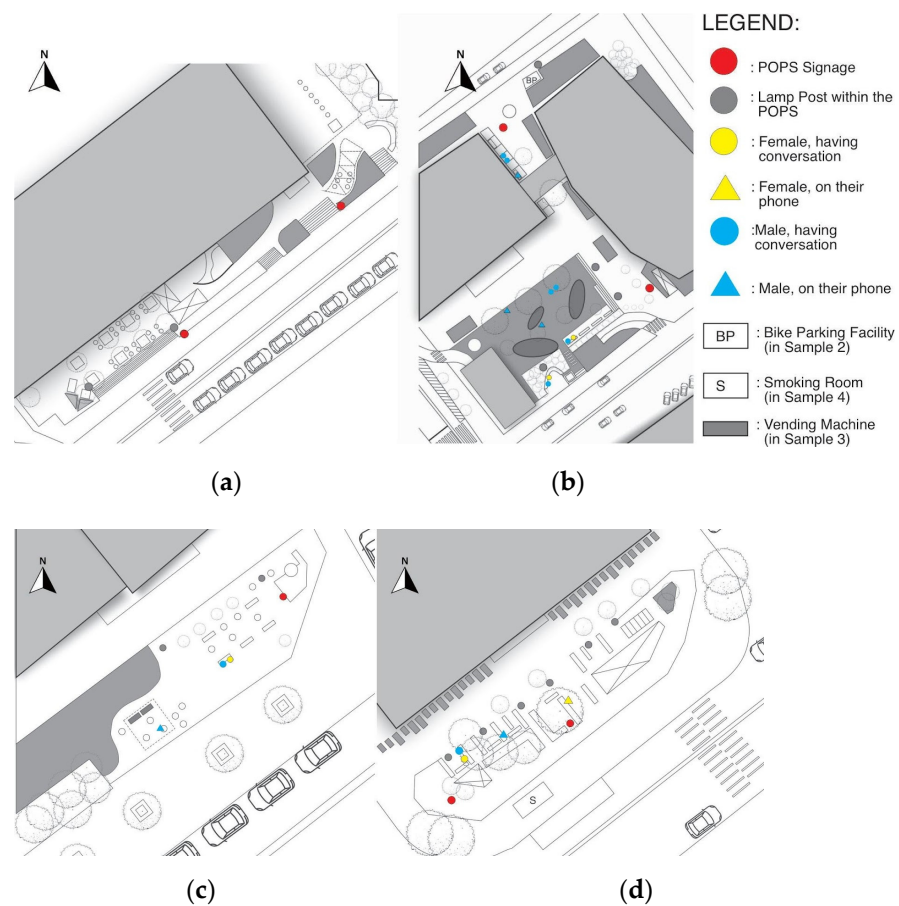 LEGEND:
N
N
BP
: POPS Signage
: Lamp Post within the
POPS
: Female, having
conversation
: Female, on their
phone
:Male, having
conversation
: Male, on their phone
BP
: Bike Parking Facility
(in Sample 2)
S
: Smoking Room
(in Sample 4)
: Vending Machine
(in Sample 3)
(a)
(b)
N
N
S
(c)
(d)